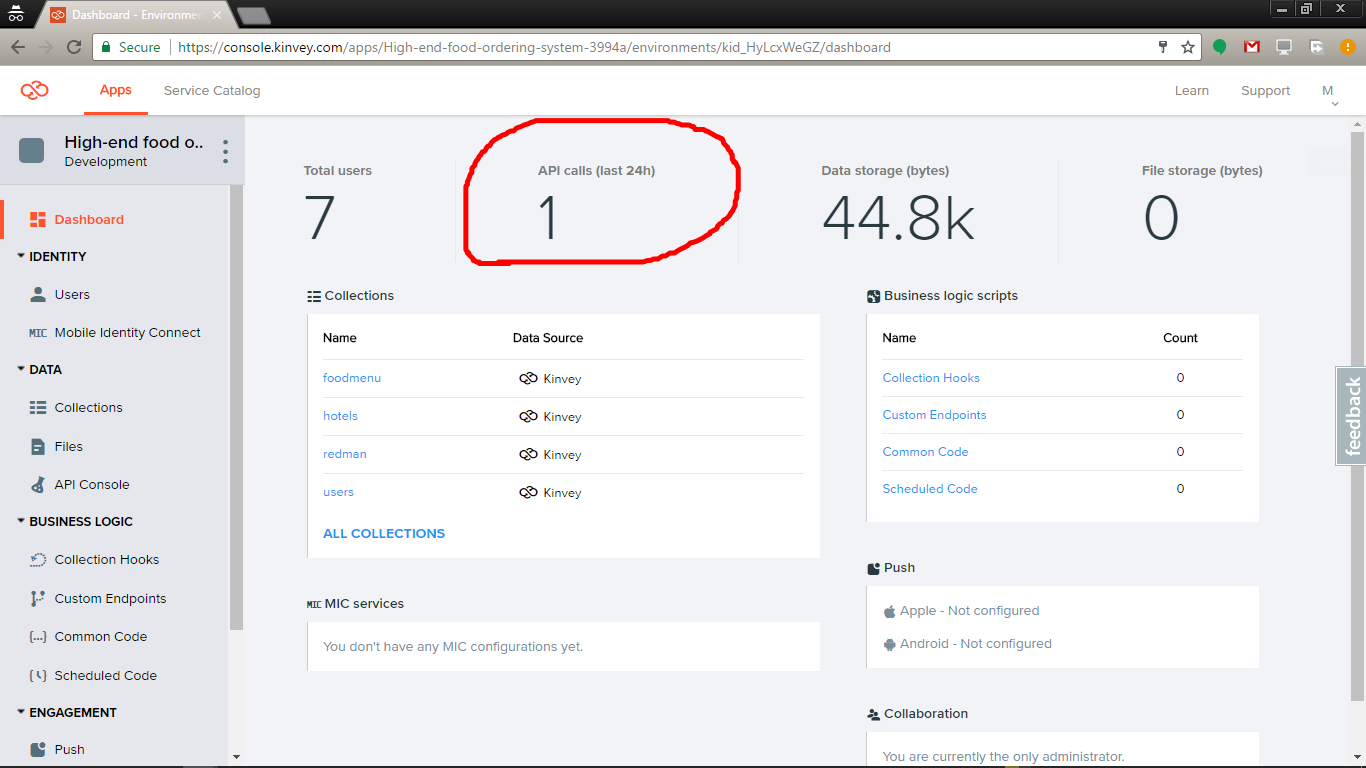 Dashboard - Environmen
Secure
https://console.kinvey.com/apps/High-end-food-ordering-system-3994a/environments/kid_HyLcxWeGZ/dashboard
Apps
Service Catalog
Learn
Support
M
High-end food o..
Development
Dashboard
IDENTITY
Users
MIC Mobile Identity Connect
DATA
Collections
Files
API Console
BUSINESS LOGIC
Collection Hooks
Custom Endpoints
{...} Common Code
Scheduled Code
ENGAGEMENT
Push
Total users
7
API calls (last 24h)
1
Data storage (bytes)
44.8k
File storage (bytes)
0
Collections
Name Data Source
foodmenu Kinvey
hotels Kinvey
redman Kinvey
users Kinvey
ALL COLLECTIONS
MIC MIC services
You don't have any MIC configurations yet.
Business logic scripts
Name Count
Collection Hooks 0
Custom Endpoints 0
Common Code 0
Scheduled Code 0
Push
Apple - Not configured
Android - Not configured
Collaboration
You are currently the only administrator.
feedback